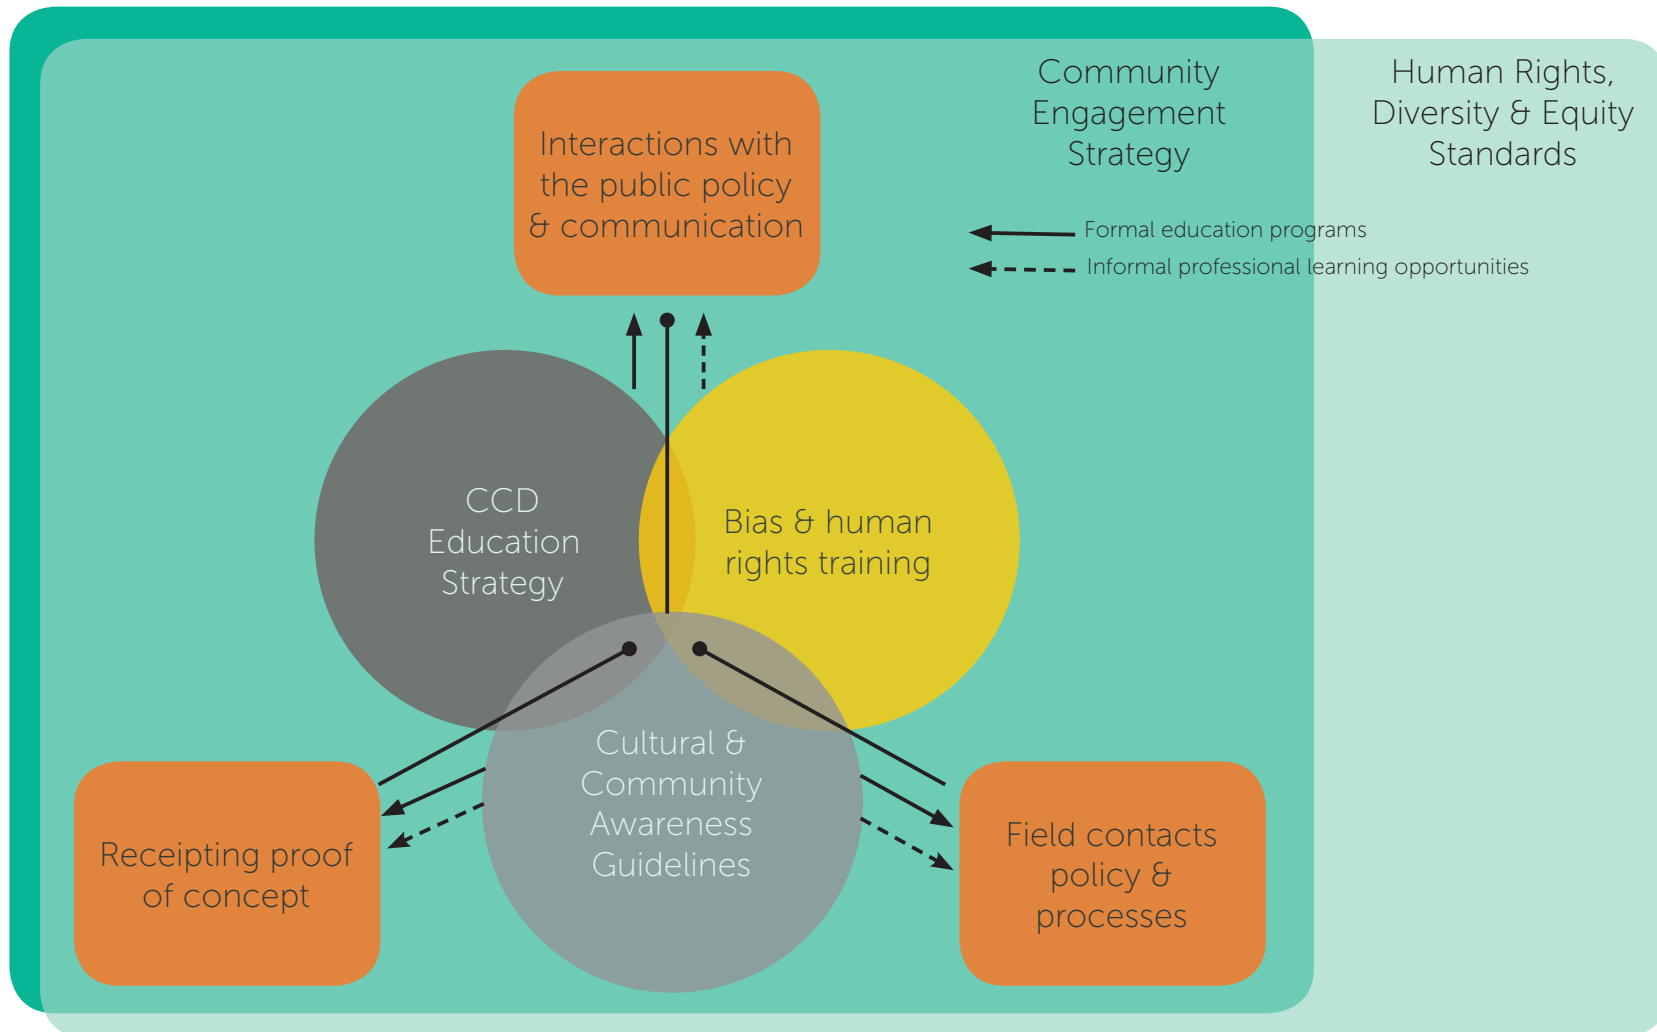 Community
Engagement
Strategy
Human Rights,
Diversity & Equity
Standards
Interactions with
the public policy
& communication
Formal education programs
Informal professional learning opportunities
CCD
Education
Strategy
Bias & human
rights training
Cultural &
Community
Awareness
Guidelines
Receipting proof
of concept
Field contacts
policy &
processes